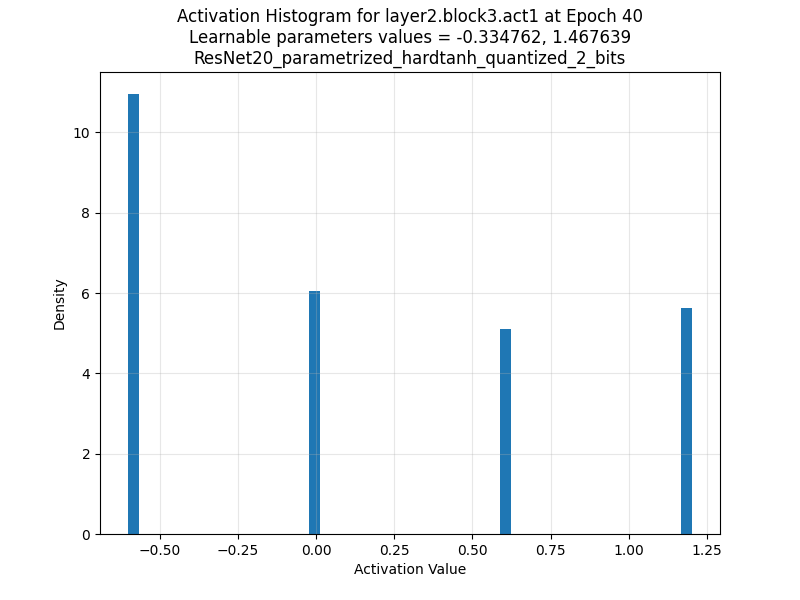 Activation Histogram for layer2.block3.act1 at Epoch 40
Learnable parameters values = -0.334762, 1.467639
ResNet20_parametrized_hardtanh_quantized_2_bits
Density
10
8
6
4
2
0
−0.50 −0.25 0.00 0.25 0.50 0.75 1.00 1.25
Activation Value